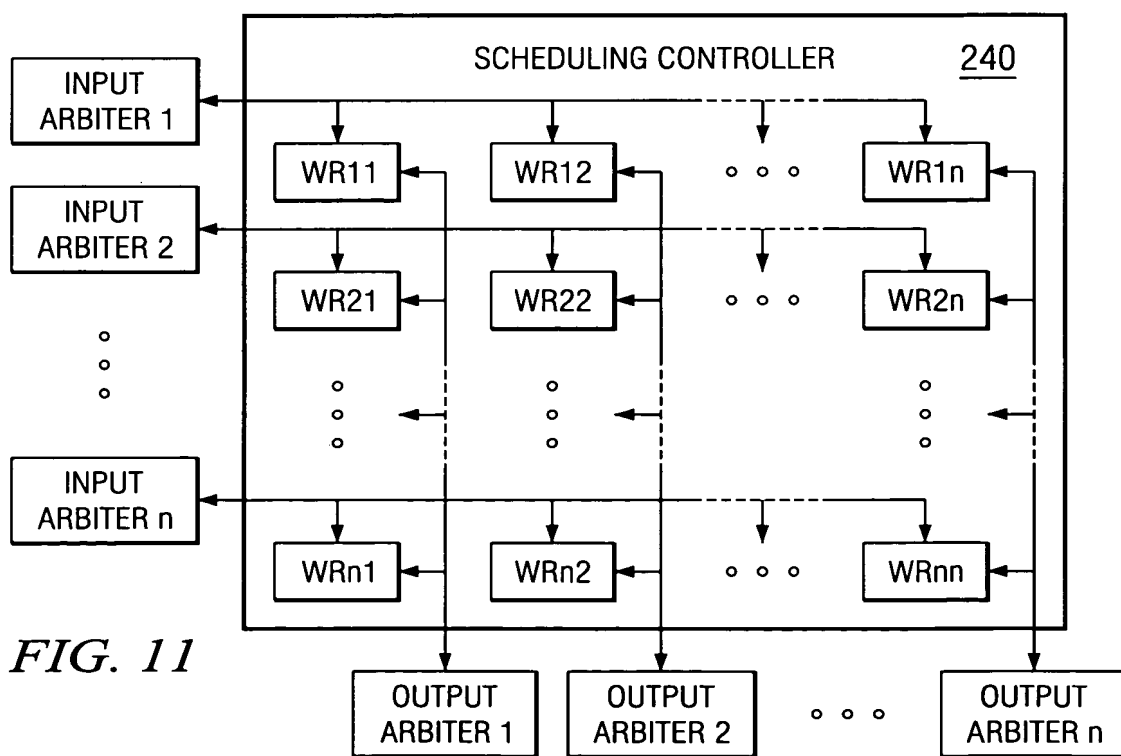 SCHEDULING CONTROLLER 240
INPUT
ARBITER 1
WR11 WR12 WR1n
INPUT
ARBITER 2
WR21 WR22 WR2n
INPUT
ARBITER n
WRn1 WRn2 WRnn
FIG. 11
OUTPUT
ARBITER 1
OUTPUT
ARBITER 2
OUTPUT
ARBITER n